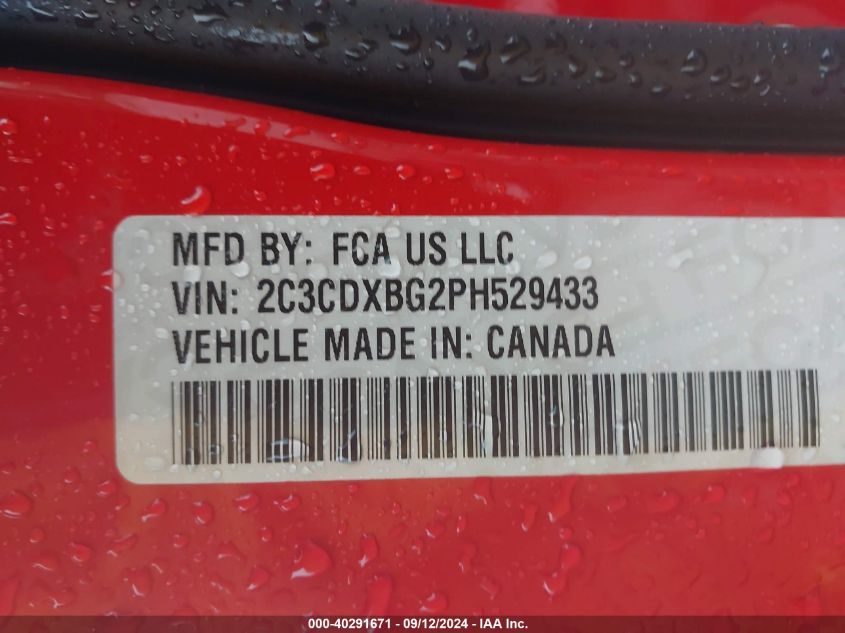 MFD BY: FCA US LLC
VIN: 2C3CDXBG2PH529433
VEHICLE MADE IN: CANADA
000-40291671 - 09/12/2024 - IAA Inc.